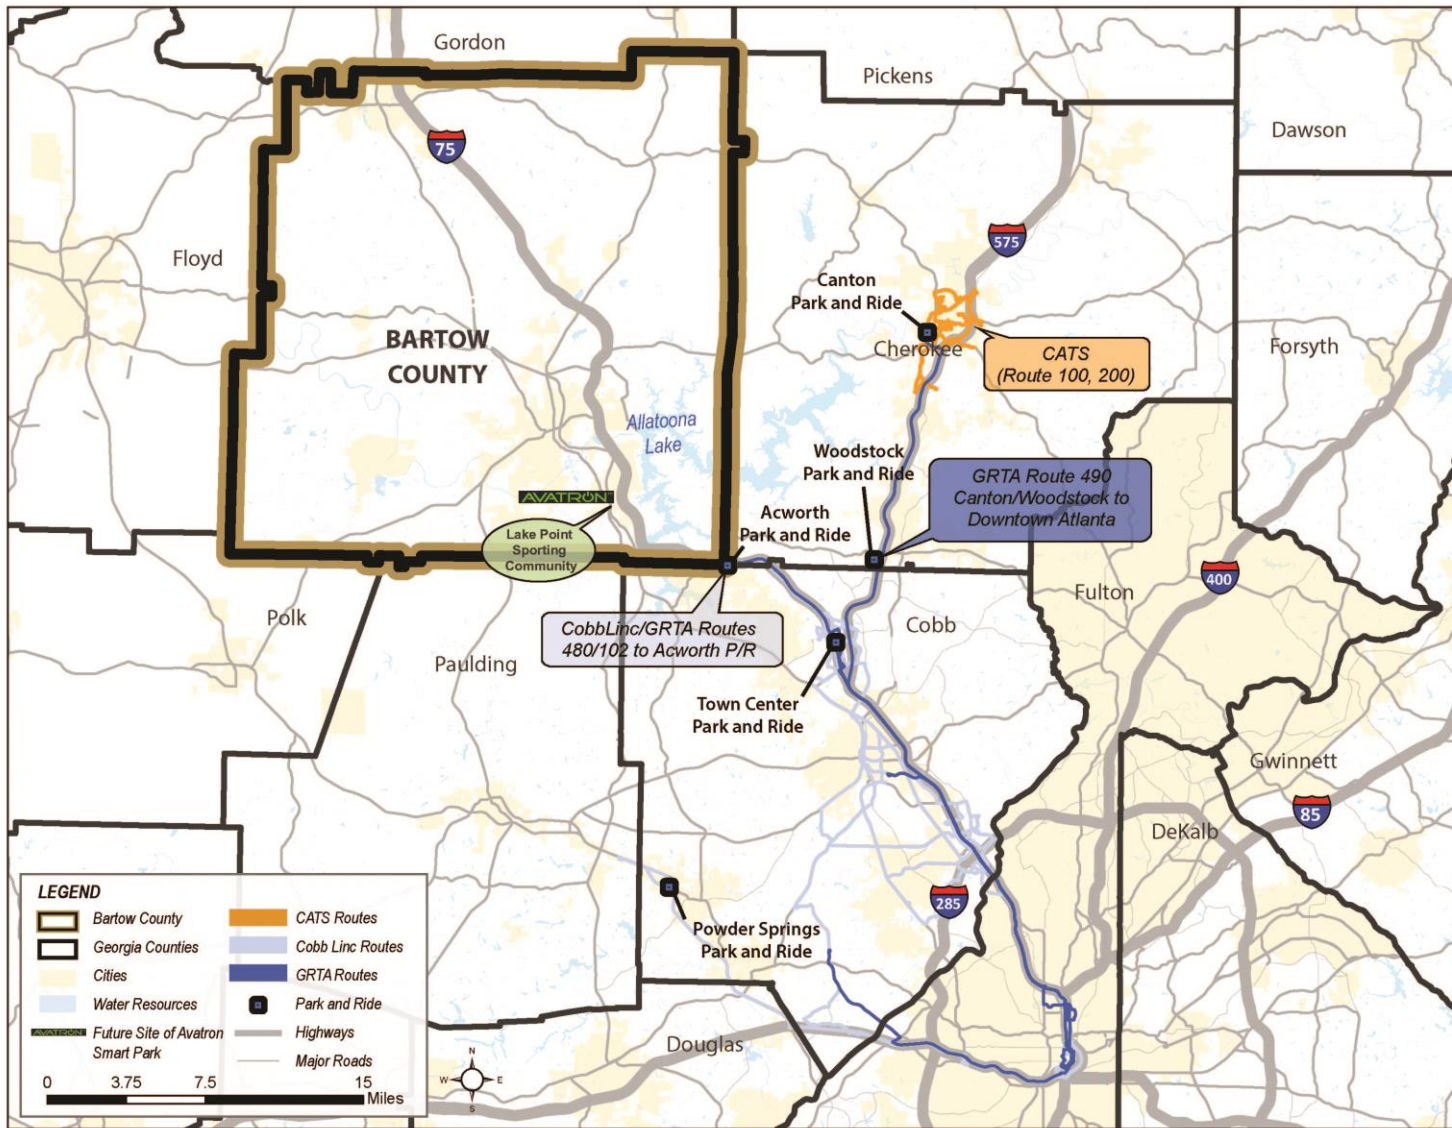 Gordon
Pickens
Dawson
75
575
Floyd
Canton
Park and Ride
Cherokee
CATS
(Route 100, 200)
Forsyth
BARTOW
COUNTY
Allatoona
Lake
Woodstock
Park and Ride
GRTA Route 490
Canton/Woodstock to
Downtown Atlanta
AVATRON
Lake Point
Sporting
Community
Acworth
Park and Ride
400
Fulton
Polk
CobbLinc/GRTA Routes
480/102 to Acworth P/R
Cobb
Paulding
Town Center
Park and Ride
Gwinnett
85
DeKalb
285
Powder Springs
Park and Ride
Douglas
LEGEND
Bartow County
Georgia Counties
Cities
Water Resources
AVATRON Future Site of Avatron
Smart Park
CATS Routes
Cobb Linc Routes
GRTA Routes
Park and Ride
Highways
Major Roads
0 3.75 7.5 15
Miles
N
W E
S